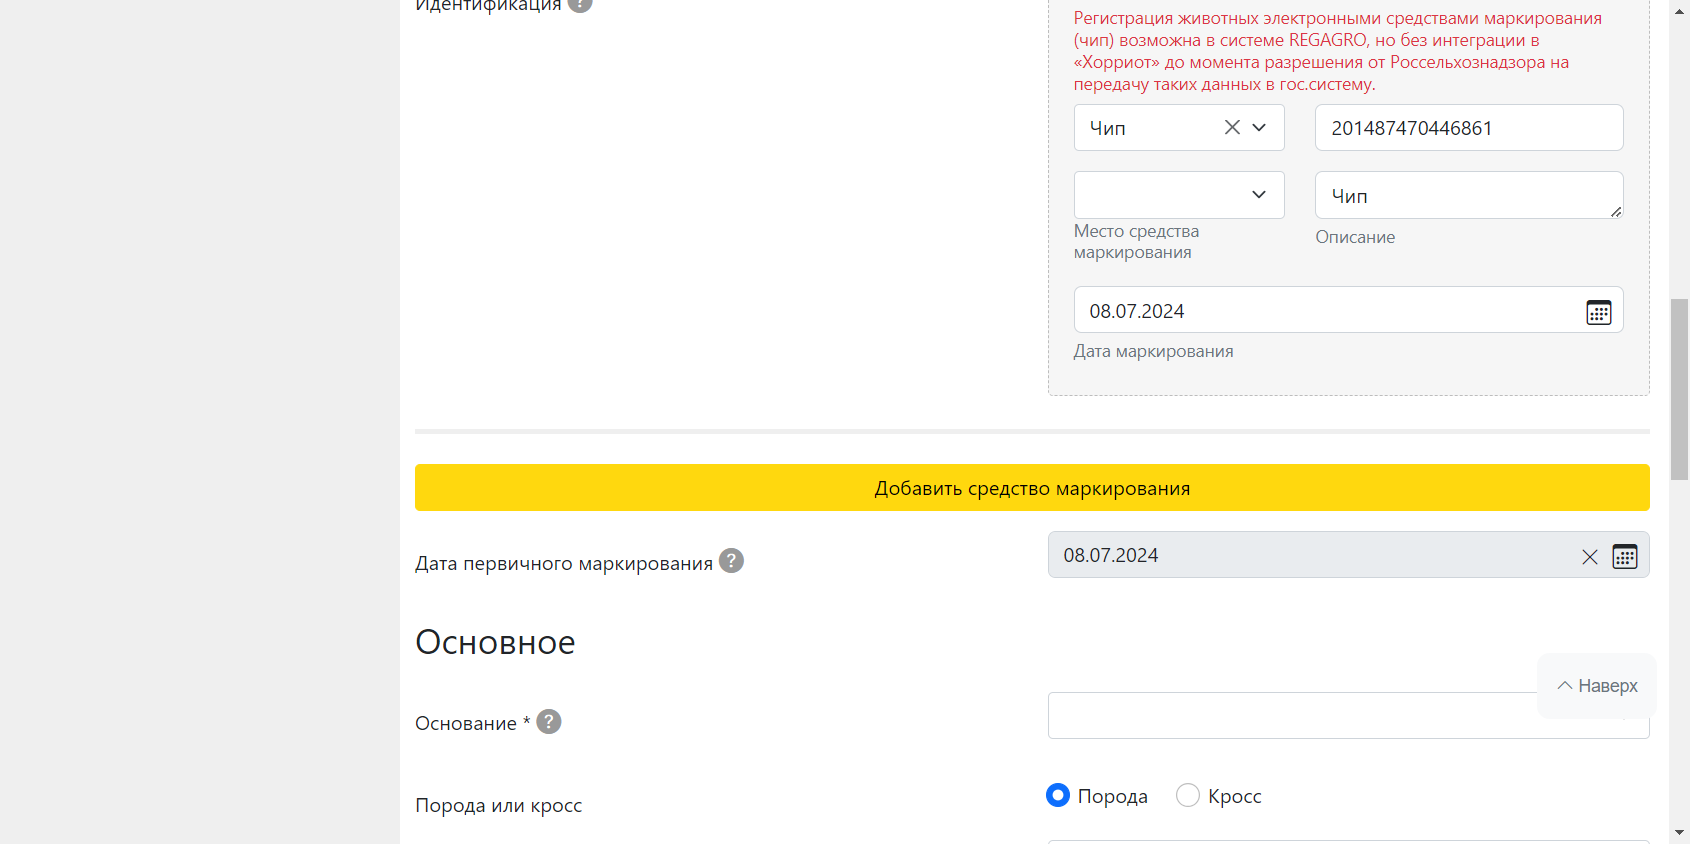 Идентификация ?
Регистрация животных электронными средствами маркирования
(чип) возможна в системе REGAGRO, но без интеграции в
«Хорриот» до момента разрешения от Россельхознадзора на
передачу таких данных в гос.систему.
Чип
201487470446861
Чип
Место средства
маркирования
Описание
08.07.2024
Дата маркирования
Добавить средство маркирования
Дата первичного маркирования ?
08.07.2024
Основное
Наверх
Основание * ?
Порода или кросс
Порода
Кросс